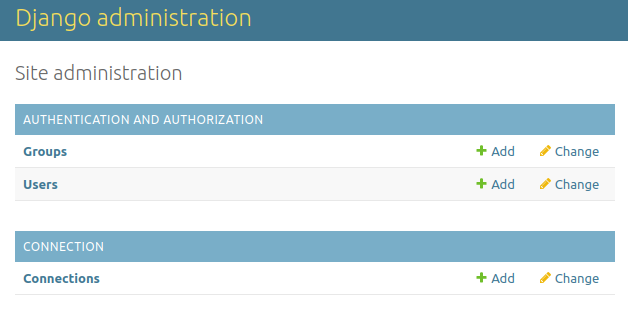 Django administration
Site administration
AUTHENTICATION AND AUTHORIZATION
Groups Add Change
Users Add Change
CONNECTION
Connections Add Change